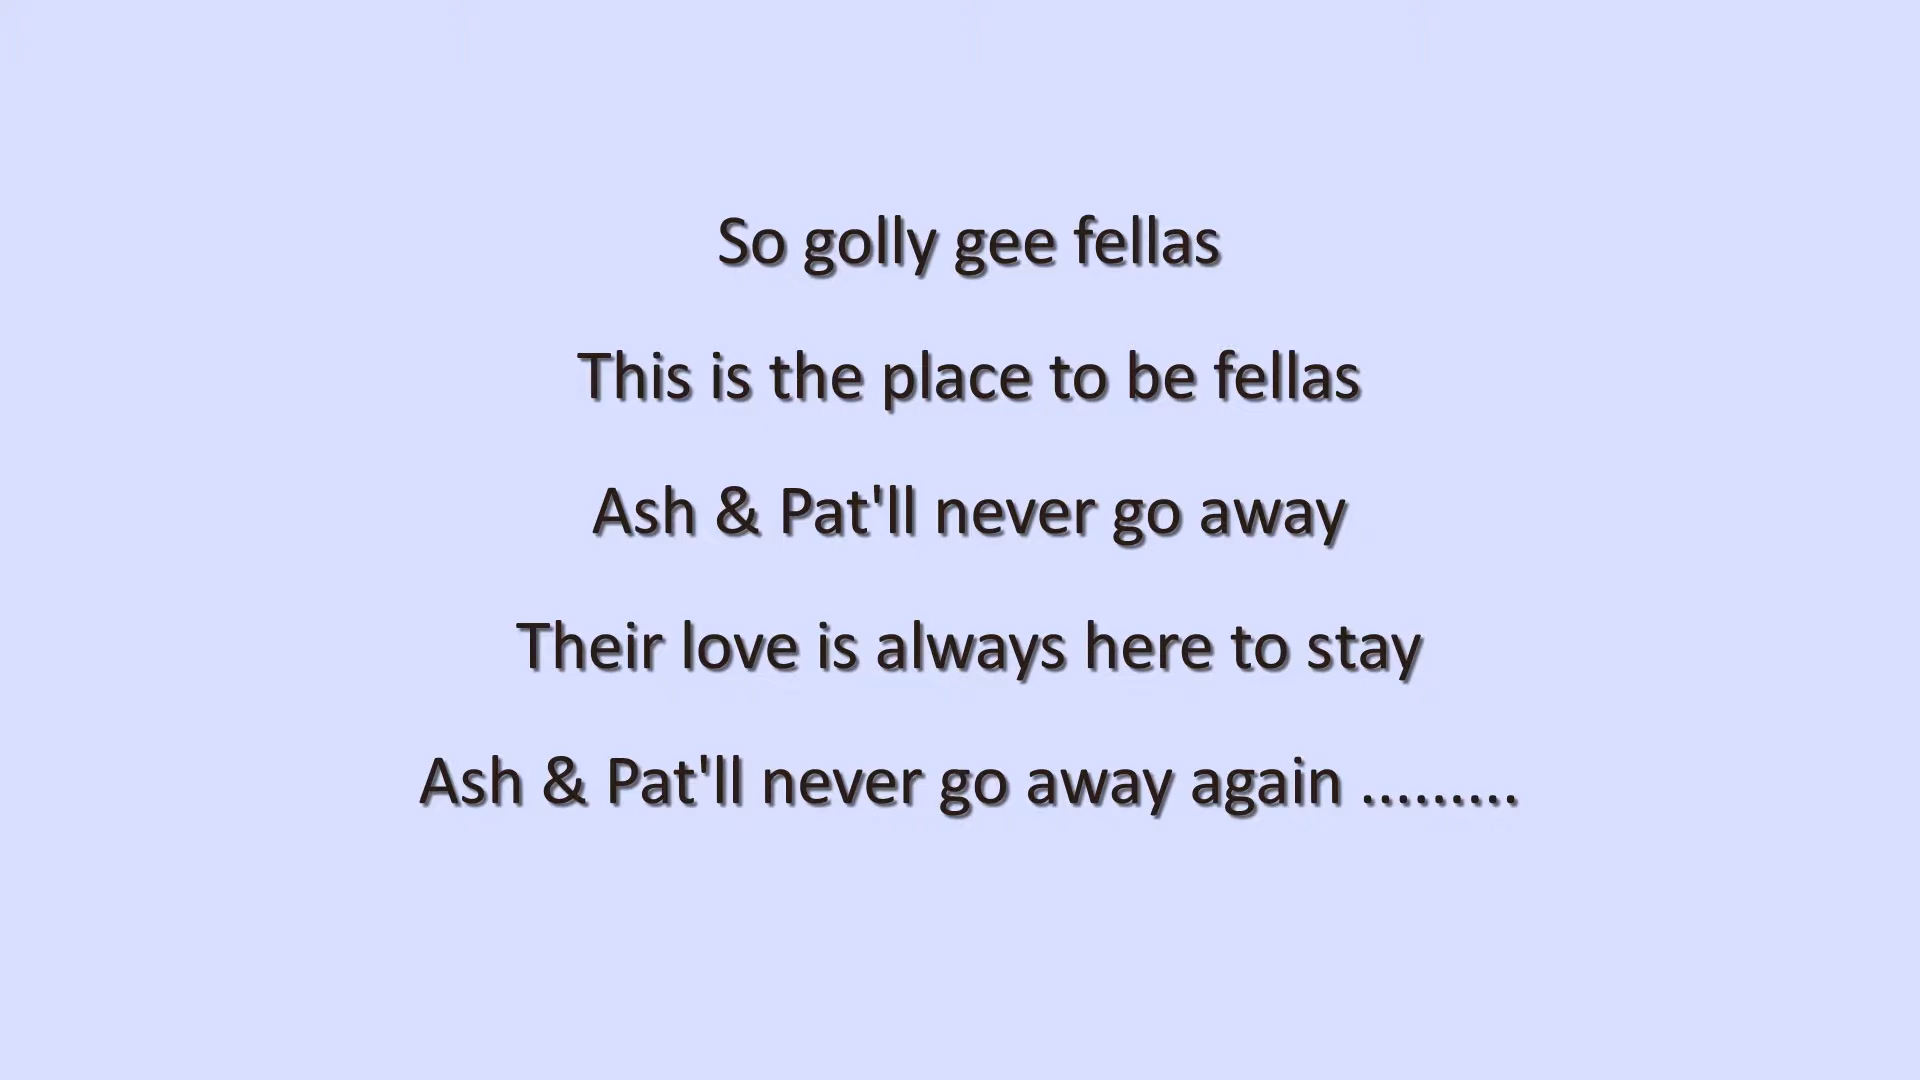 So golly gee fellas
This is the place to be fellas
Ash & Pat'll never go away
Their love is always here to stay
Ash & Pat'll never go away again .........